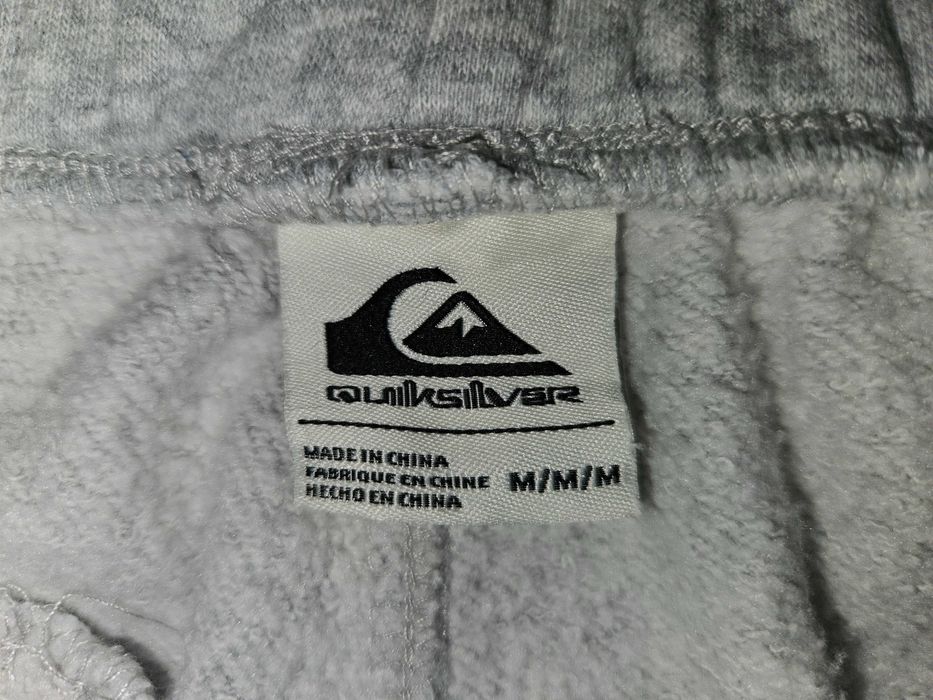 QUIKSILVER
MADE IN CHINA
FABRIQUE EN CHINE
HECHO EN CHINA
M/M/M